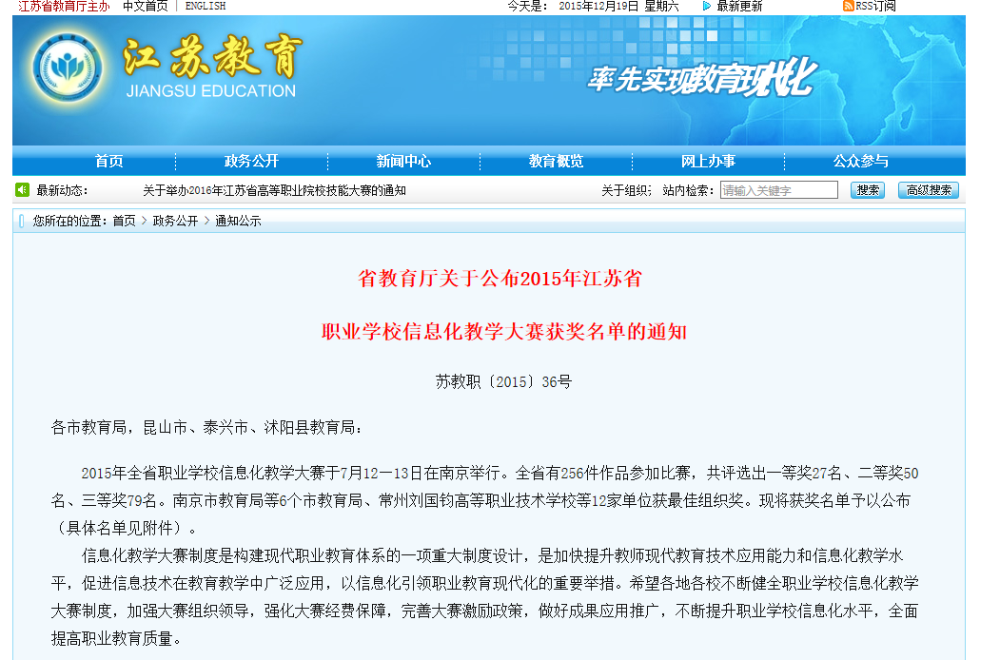 江苏省教育厅主办 中文首页 | ENGLISH 今天是： 2015年12月19日 星期六 最新更新 RSS订阅
江苏教育
JIANGSU EDUCATION
率先实现教育现代化
首页 政务公开 新闻中心 教育概览 网上办事 公众参与
最新动态： 关于举办2016年江苏省高等职业院校技能大赛的通知 关于组织 站内检索： 请输入关键字 搜索 高级搜索
您所在的位置：首页 > 政务公开 > 通知公示
省教育厅关于公布2015年江苏省
职业学校信息化教学大赛获奖名单的通知
苏教职〔2015〕36号
各市教育局，昆山市、泰兴市、沭阳县教育局：
2015年全省职业学校信息化教学大赛于7月12—13日在南京举行。全省有256件作品参加比赛，共评选出一等奖27名、二等奖50
名、三等奖79名。南京市教育局等6个市教育局、常州刘国钧高等职业技术学校等12家单位获最佳组织奖。现将获奖名单予以公布
（具体名单见附件）。
信息化教学大赛制度是构建现代职业教育体系的一项重大制度设计，是加快提升教师现代教育技术应用能力和信息化教学水
平，促进信息技术在教育教学中广泛应用，以信息化引领职业教育现代化的重要举措。希望各地各校不断健全职业学校信息化教学
大赛制度，加强大赛组织领导，强化大赛经费保障，完善大赛激励政策，做好成果应用推广，不断提升职业学校信息化水平，全面
提高职业教育质量。